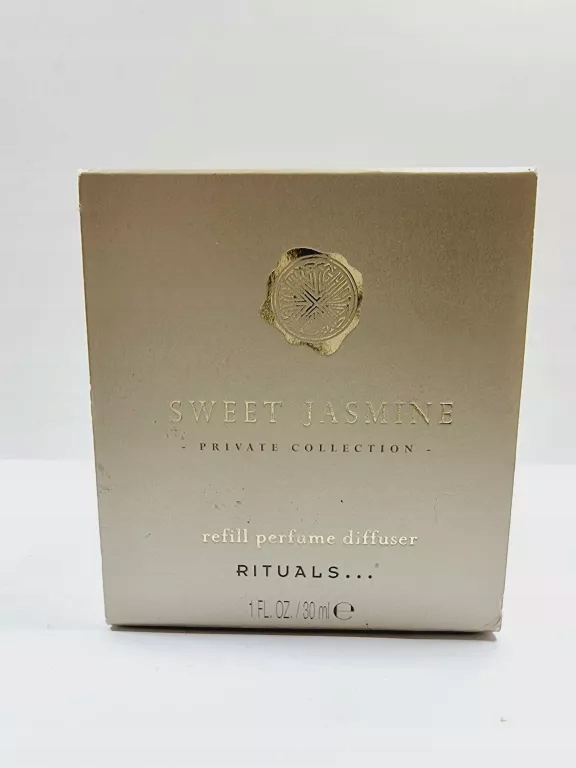 SWEET JASMINE
- PRIVATE COLLECTION -
refill perfume diffuser
RITUALS...
1 FL. OZ. / 30 ml ℮